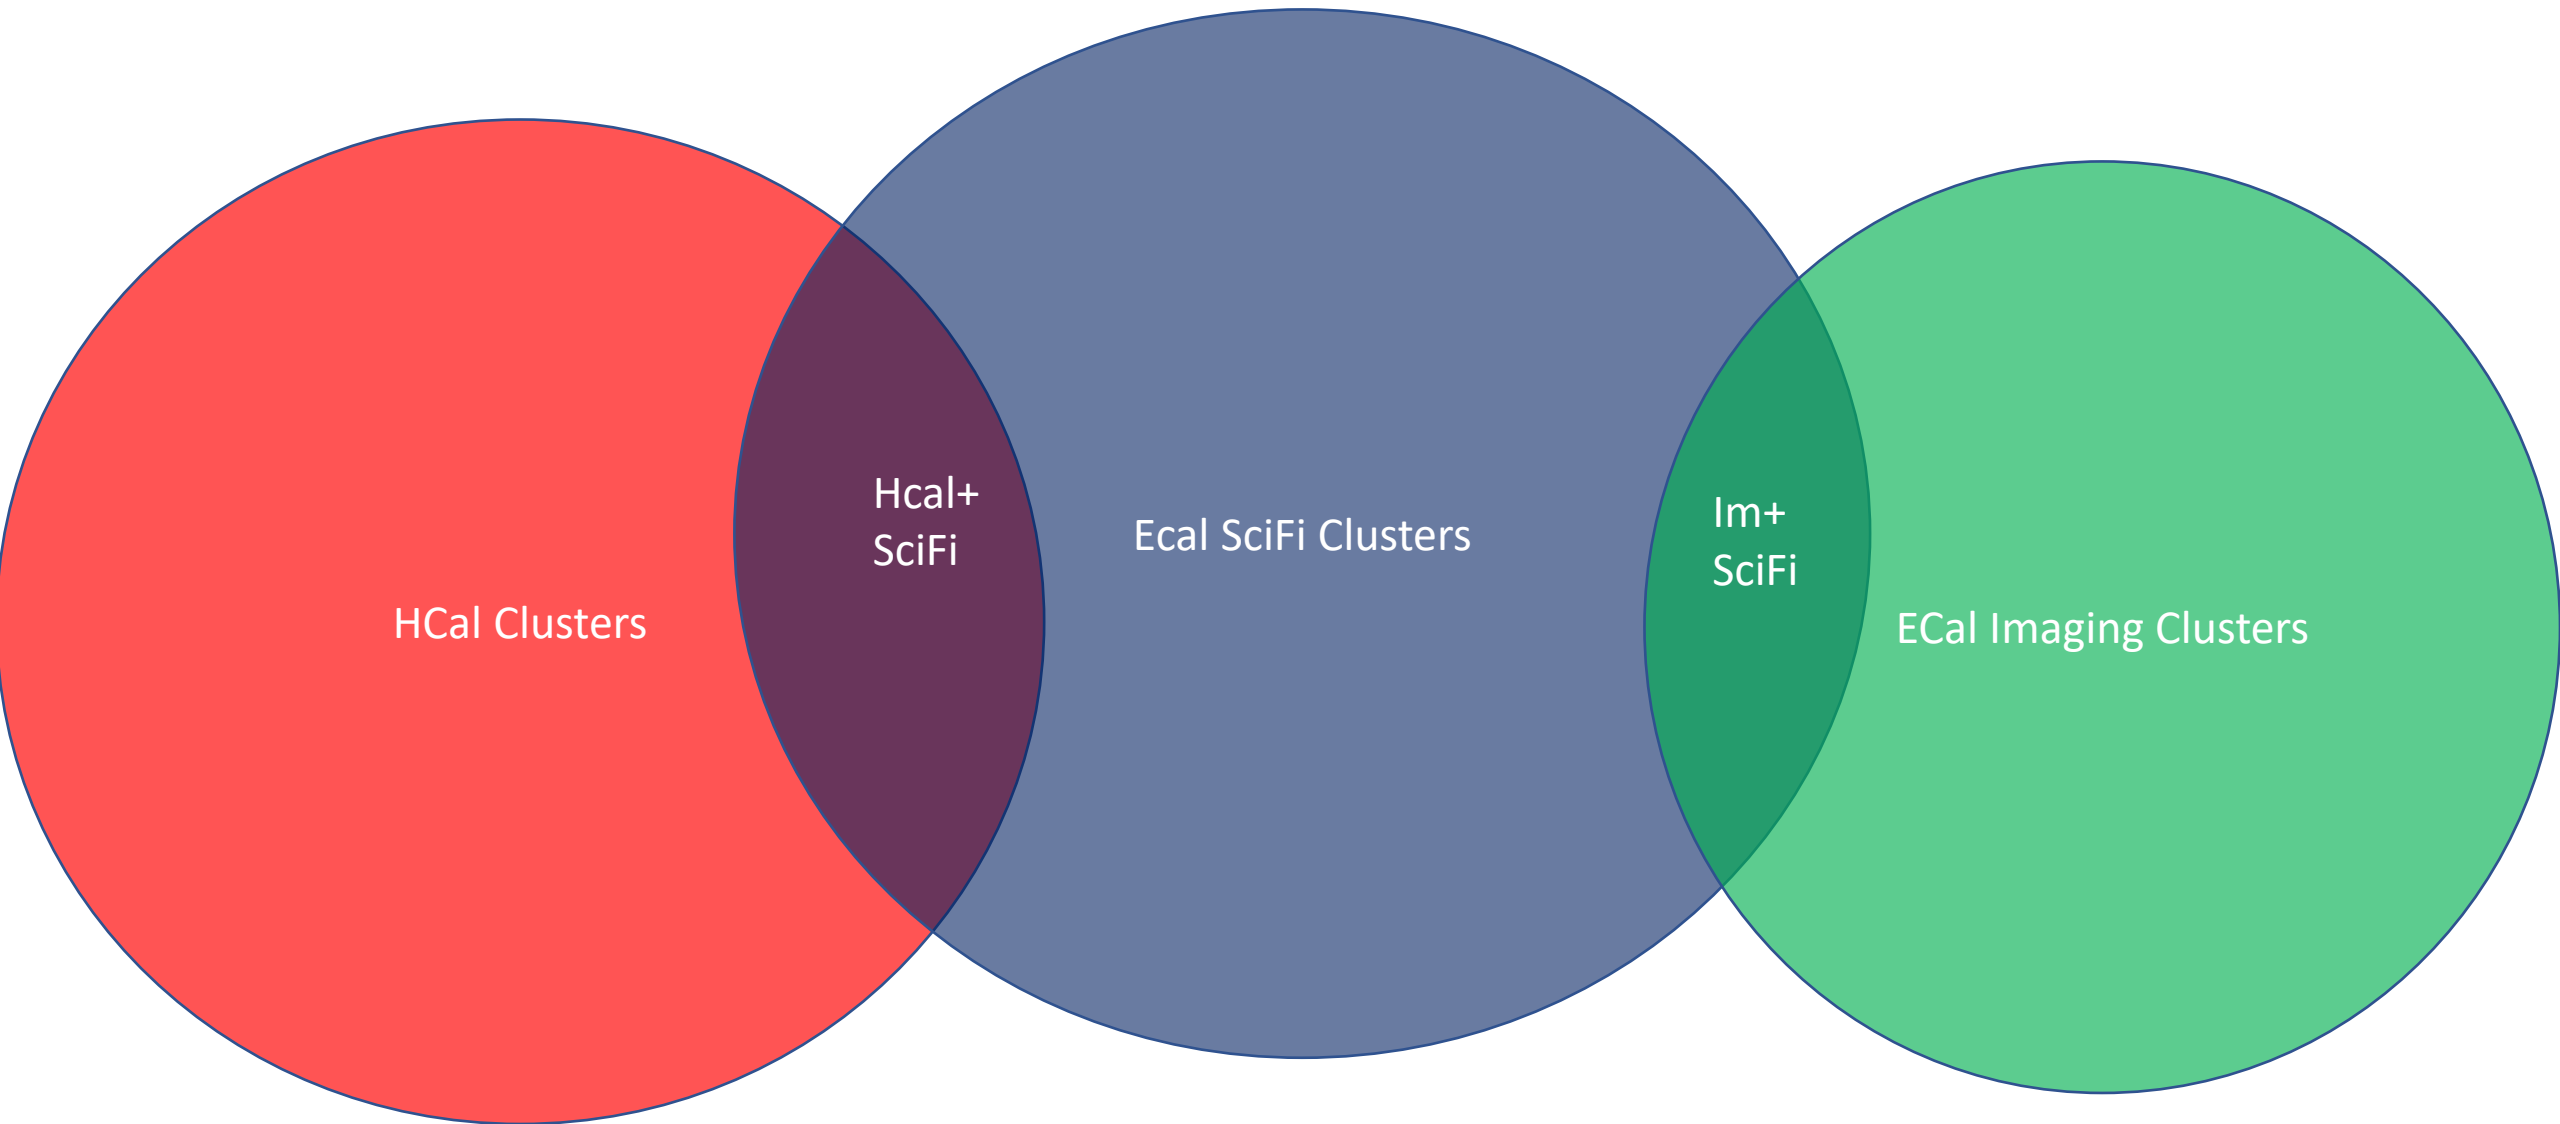 HCal Clusters
Hcal+
SciFi
Ecal SciFi Clusters
Im+
SciFi
ECal Imaging Clusters